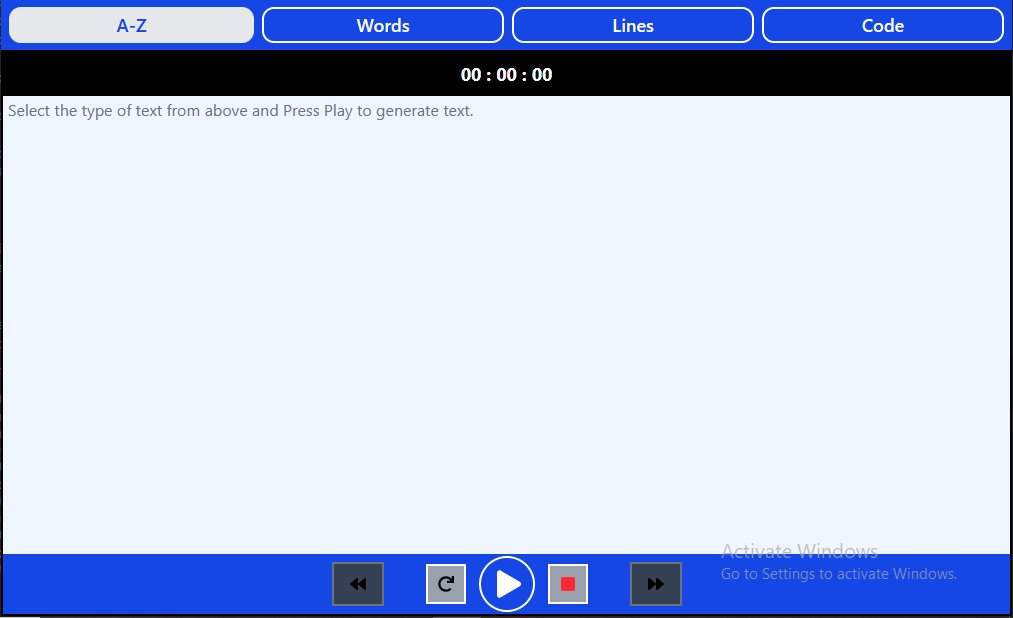 A-Z
Words
Lines
Code
00 : 00 : 00
Select the type of text from above and Press Play to generate text.
Activate Windows
Go to Settings to activate Windows.